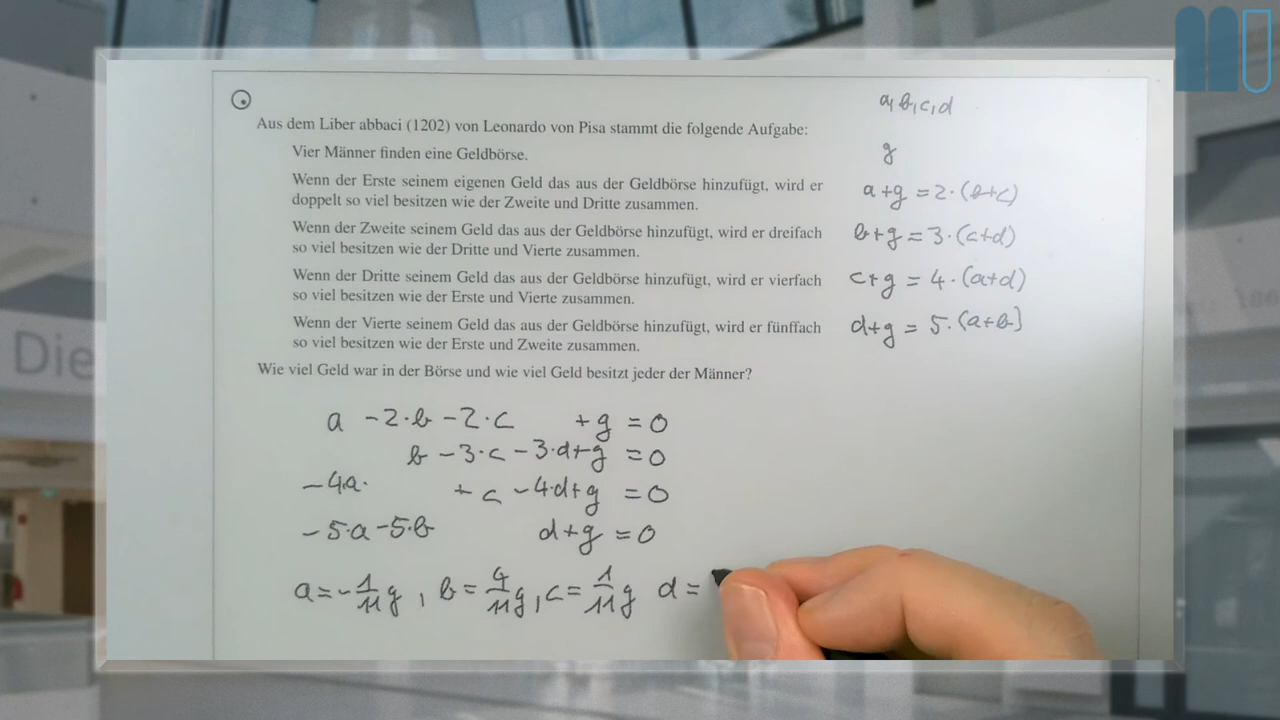 Aus dem Liber abbaci (1202) von Leonardo von Pisa stammt die folgende Aufgabe:
Vier Männer finden eine Geldbörse.
Wenn der Erste seinem eigenen Geld das aus der Geldbörse hinzufügt, wird er
doppelt so viel besitzen wie der Zweite und Dritte zusammen.
Wenn der Zweite seinem Geld das aus der Geldbörse hinzufügt, wird er dreifach
so viel besitzen wie der Dritte und Vierte zusammen.
Wenn der Dritte seinem Geld das aus der Geldbörse hinzufügt, wird er vierfach
so viel besitzen wie der Erste und Vierte zusammen.
Wenn der Vierte seinem Geld das aus der Geldbörse hinzufügt, wird er fünffach
so viel besitzen wie der Erste und Zweite zusammen.
Wie viel Geld war in der Börse und wie viel Geld besitzt jeder der Männer?
a, b, c, d
g
a+g = 2·(b+c)
b+g = 3·(c+d)
c+g = 4·(a+d)
d+g = 5·(a+b)
a -2·b -2·c +g = 0
b -3·c -3·d+g = 0
-4a· + c -4·d+g = 0
-5·a -5·b d+g = 0
a = -1/11 g, b = 4/11 g, c = 1/11 g d =
Die